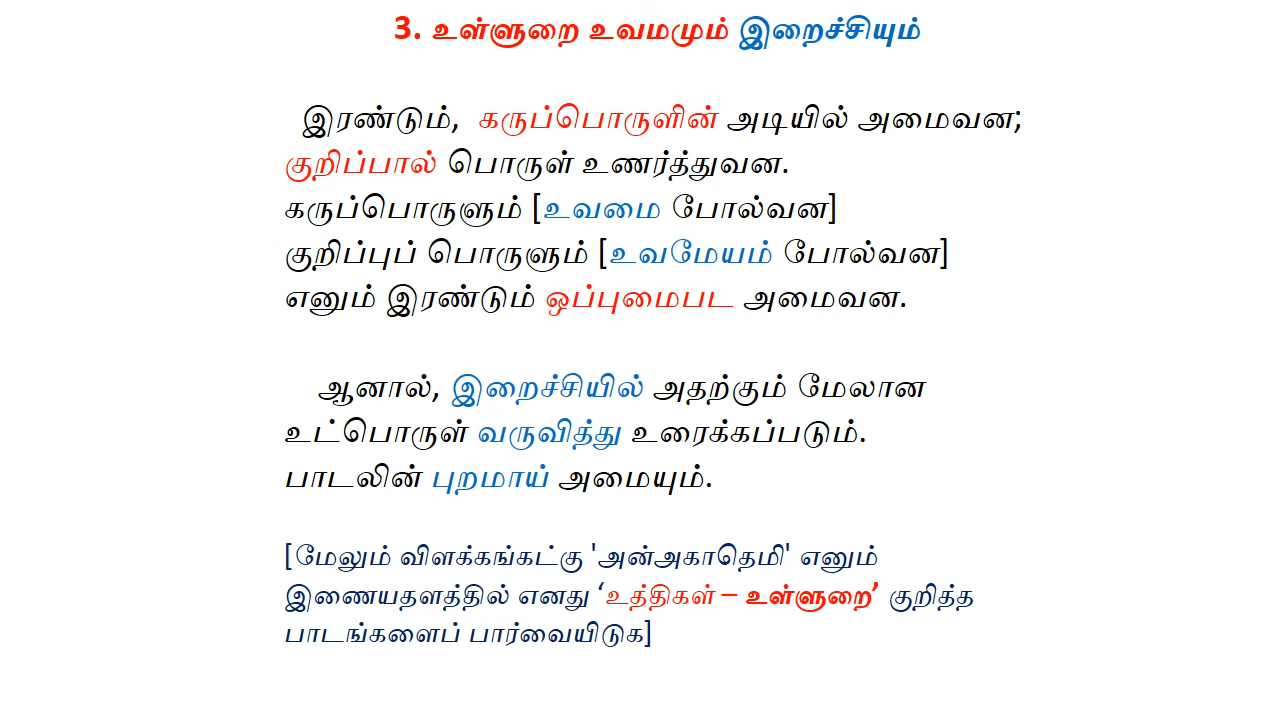 3. உள்ளுறை உவமமும் இறைச்சியும்
இரண்டும், கருப்பொருளின் அடியில் அமைவன;
குறிப்பால் பொருள் உணர்த்துவன.
கருப்பொருளும் [உவமை போல்வன]
குறிப்புப் பொருளும் [உவமேயம் போல்வன]
எனும் இரண்டும் ஒப்புமைபட அமைவன.
ஆனால், இறைச்சியில் அதற்கும் மேலான
உட்பொருள் வருவித்து உரைக்கப்படும்.
பாடலின் புறமாய் அமையும்.
[மேலும் விளக்கங்கட்கு 'அன்அகாதெமி' எனும்
இணையதளத்தில் எனது ‘உத்திகள் – உள்ளுறை’ குறித்த
பாடங்களைப் பார்வையிடுக]